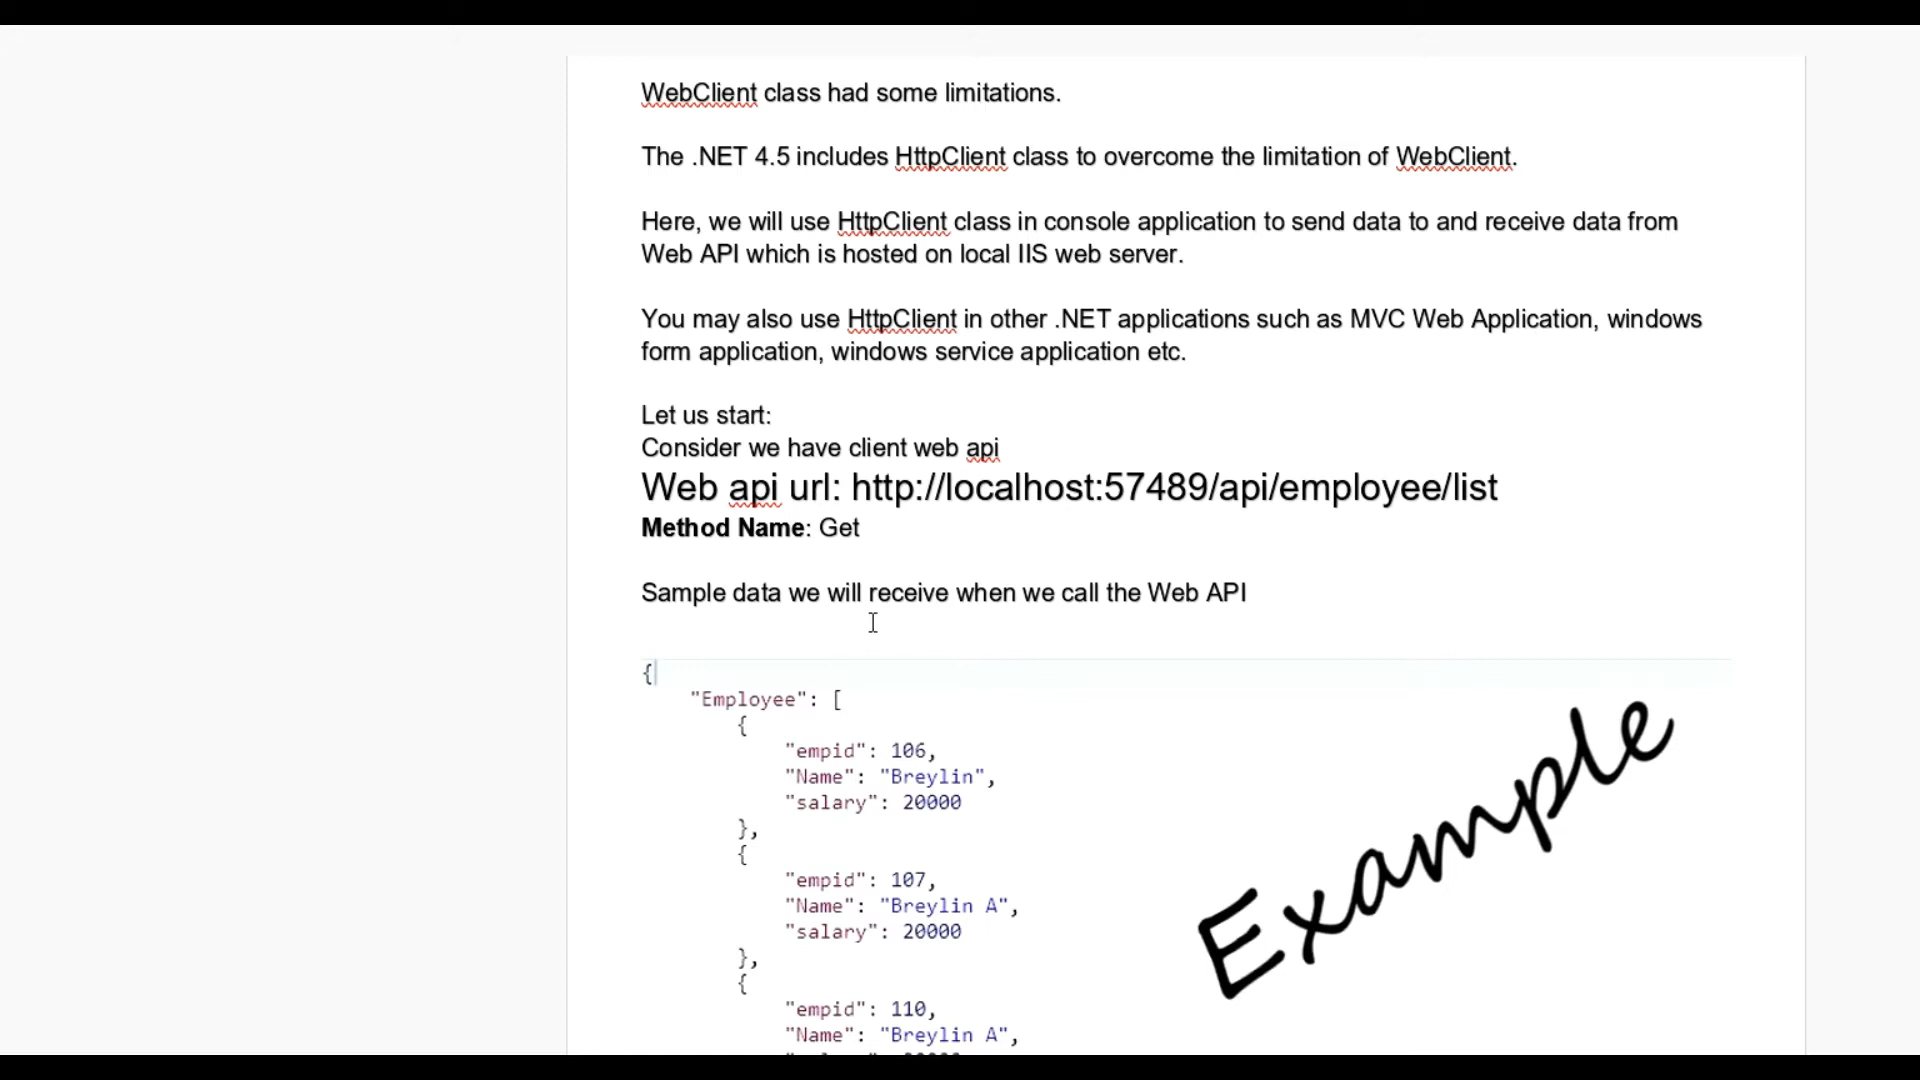 WebClient class had some limitations.
The .NET 4.5 includes HttpClient class to overcome the limitation of WebClient.
Here, we will use HttpClient class in console application to send data to and receive data from
Web API which is hosted on local IIS web server.
You may also use HttpClient in other .NET applications such as MVC Web Application, windows
form application, windows service application etc.
Let us start:
Consider we have client web api
Web api url: http://localhost:57489/api/employee/list
Method Name: Get
Sample data we will receive when we call the Web API
{
"Employee": [
{
"empid": 106,
"Name": "Breylin",
"salary": 20000
},
{
"empid": 107,
"Name": "Breylin A",
"salary": 20000
},
{
"empid": 110,
"Name": "Breylin A",
Example